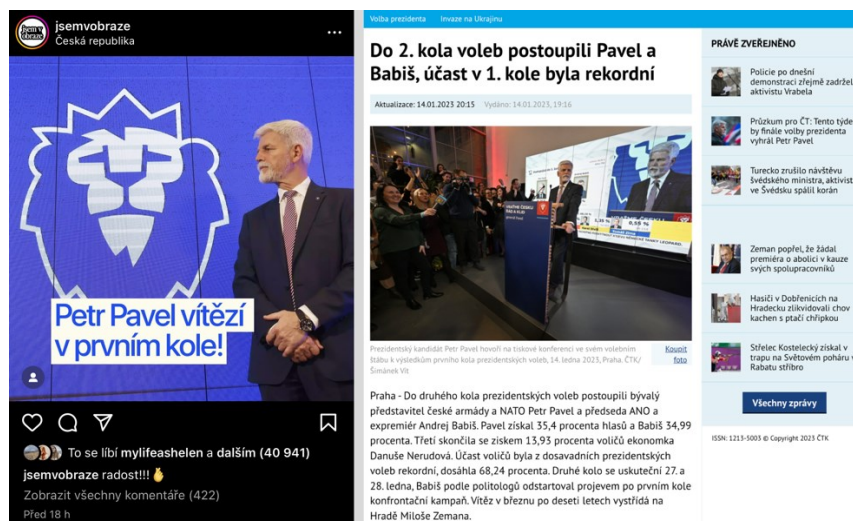 jsem v
obraze
jsemvobraze
Česká republika
Petr Pavel vítězí
v prvním kole!
To se líbí mylifeashelen a dalším (40 941)
jsemvobraze radost!!!
Zobrazit všechny komentáře (422)
Před 18 h
Volba prezidenta Invaze na Ukrajinu
Do 2. kola voleb postoupili Pavel a
Babiš, účast v 1. kole byla rekordní
Aktualizace: 14.01.2023 20:15 Vydáno: 14.01.2023, 19:16
Prezidentský kandidát Petr Pavel hovoří na tiskové konferenci ve svém volebním
štábu k výsledkům prvního kola prezidentských voleb, 14. ledna 2023, Praha. ČTK/
Šimánek Vít
Koupit
foto
Praha - Do druhého kola prezidentských voleb postoupili bývalý
představitel české armády a NATO Petr Pavel a předseda ANO a
expremiér Andrej Babiš. Pavel získal 35,4 procenta hlasů a Babiš 34,99
procenta. Třetí skončila se ziskem 13,93 procenta voličů ekonomka
Danuše Nerudová. Účast voličů byla z dosavadních prezidentských
voleb rekordní, dosáhla 68,24 procenta. Druhé kolo se uskuteční 27. a
28. ledna, Babiš podle politologů odstartoval projevem po prvním kole
konfrontační kampaň. Vítěz v březnu po deseti letech vystřídá na
Hradě Miloše Zemana.
PRÁVĚ ZVEŘEJNĚNO
Policie po dnešní
demonstraci zřejmě zadržel
aktivistu Vrabela
Průzkum pro ČT: Tento týde
by finále volby prezidenta
vyhrál Petr Pavel
Turecko zrušilo návštěvu
švédského ministra, aktivist
ve Švédsku spálil korán
Zeman popřel, že žádal
premiéra o abolici v kauze
svých spolupracovníků
Hasiči v Dobřenicích na
Hradecku zlikvidovali chov
kachen s ptačí chřipkou
Střelec Kostelecký získal v
trapu na Světovém poháru v
Rabatu stříbro
Všechny zprávy
ISSN: 1213-5003 © Copyright 2023 ČTK